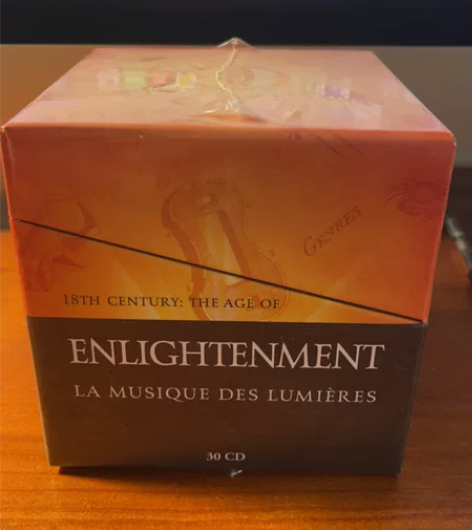 GENRES
18TH CENTURY: THE AGE OF
ENLIGHTENMENT
LA MUSIQUE DES LUMIÈRES
30 CD